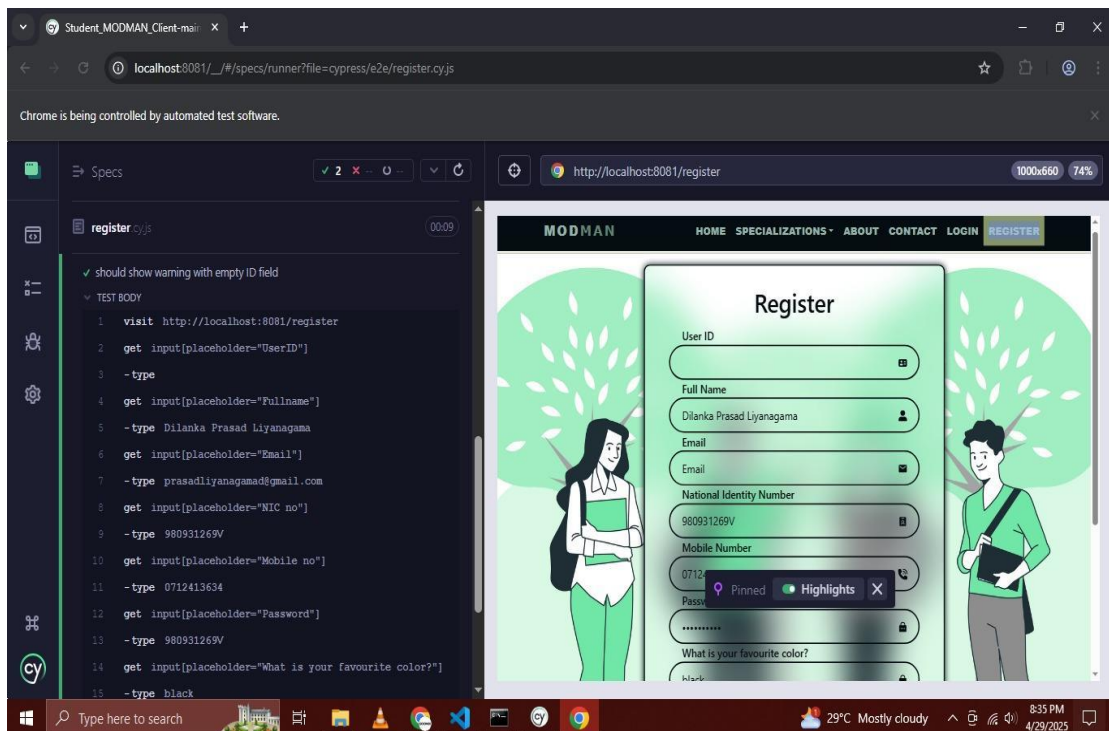 Student_MODMAN_Client-main
localhost:8081/__/#/specs/runner?file=cypress/e2e/register.cy.js
Chrome is being controlled by automated test software.
Specs
2 -- --
http://localhost:8081/register
1000x660 74%
register.cy.js 00:09
should show warning with empty ID field
TEST BODY
1 visit http://localhost:8081/register
2 get input[placeholder="UserID"]
3 -type
4 get input[placeholder="Fullname"]
5 -type Dilanka Prasad Liyanagama
6 get input[placeholder="Email"]
7 -type prasadliyanagamad@gmail.com
8 get input[placeholder="NIC no"]
9 -type 980931269V
10 get input[placeholder="Mobile no"]
11 -type 0712413634
12 get input[placeholder="Password"]
13 -type 980931269V
14 get input[placeholder="What is your favourite color?"]
15 -type black
cy
MODMAN HOME SPECIALIZATIONS ABOUT CONTACT LOGIN REGISTER
Register
User ID
Full Name
Dilanka Prasad Liyanagama
Email
Email
National Identity Number
980931269V
Mobile Number
0712
Pinned Highlights
Passw
What is your favourite color?
black
Type here to search
29°C Mostly cloudy
8:35 PM
4/29/2025